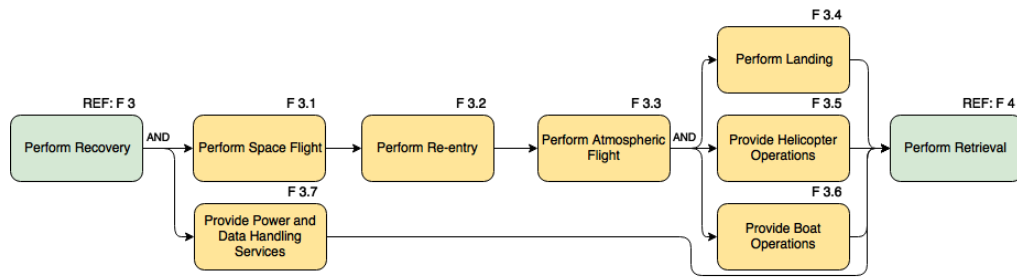 F 3.4
Perform Landing
REF: F 3
F 3.1
F 3.2
F 3.3
F 3.5
REF: F 4
Perform Recovery
AND
Perform Space Flight
Perform Re-entry
Perform Atmospheric
Flight
AND
Provide Helicopter
Operations
Perform Retrieval
F 3.7
F 3.6
Provide Power and
Data Handling
Services
Provide Boat
Operations